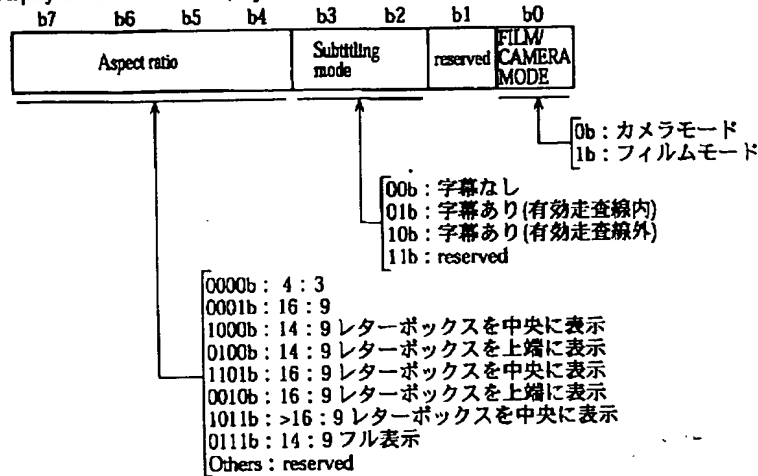 b7 b6 b5 b4 b3 b2 b1 b0
Aspect ratio
Subtitling
mode
reserved
FILM/
CAMERA
MODE
0b : カメラモード
1b : フィルムモード
00b : 字幕なし
01b : 字幕あり(有効走査線内)
10b : 字幕あり(有効走査線外)
11b : reserved
0000b : 4 : 3
0001b : 16 : 9
1000b : 14 : 9 レターボックスを中央に表示
0100b : 14 : 9 レターボックスを上端に表示
1101b : 16 : 9 レターボックスを中央に表示
0010b : 16 : 9 レターボックスを上端に表示
1011b : >16 : 9 レターボックスを中央に表示
0111b : 14 : 9 フル表示
Others : reserved